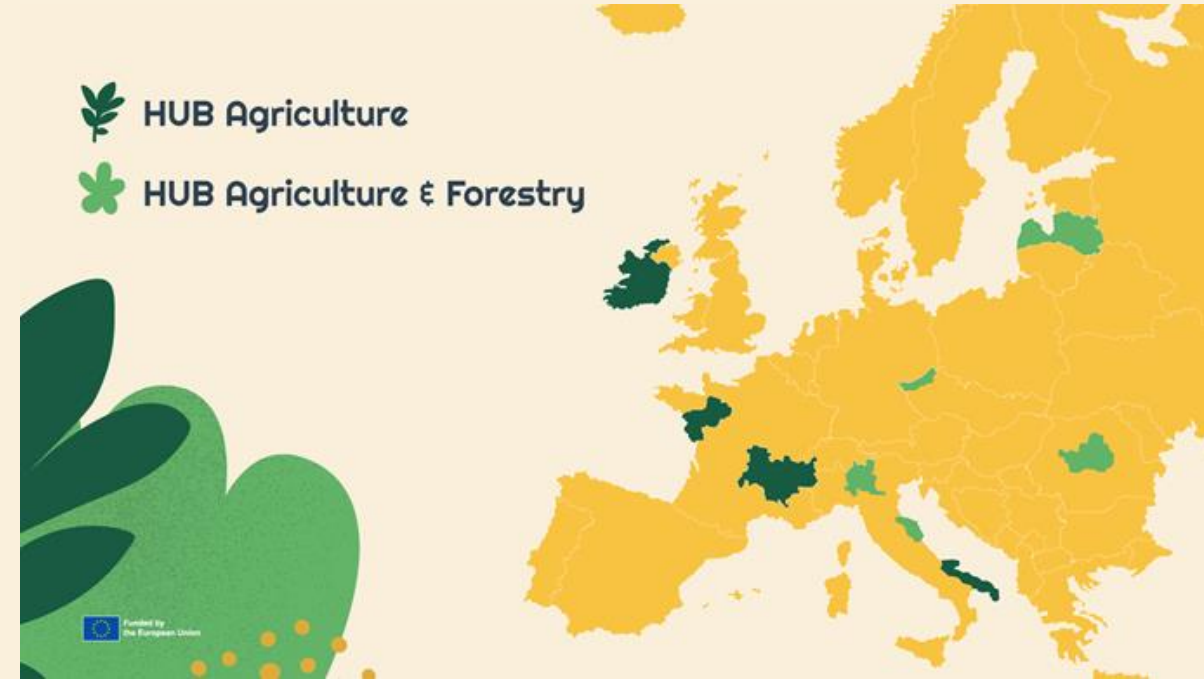 HUB Agriculture
HUB Agriculture & Forestry
Funded by
the European Union